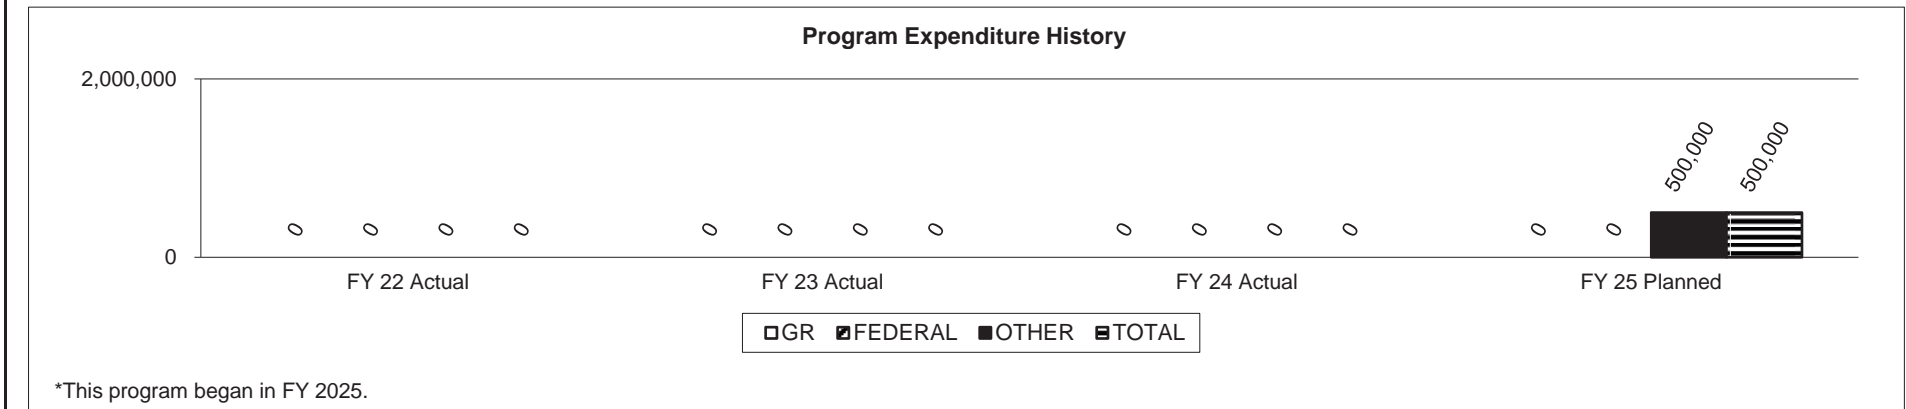 Program Expenditure History
2,000,000
500,000 500,000
0 0 0 0 0 0 0 0 0 0 0 0 0 0
0
FY 22 Actual FY 23 Actual FY 24 Actual FY 25 Planned
GR FEDERAL OTHER TOTAL
*This program began in FY 2025.